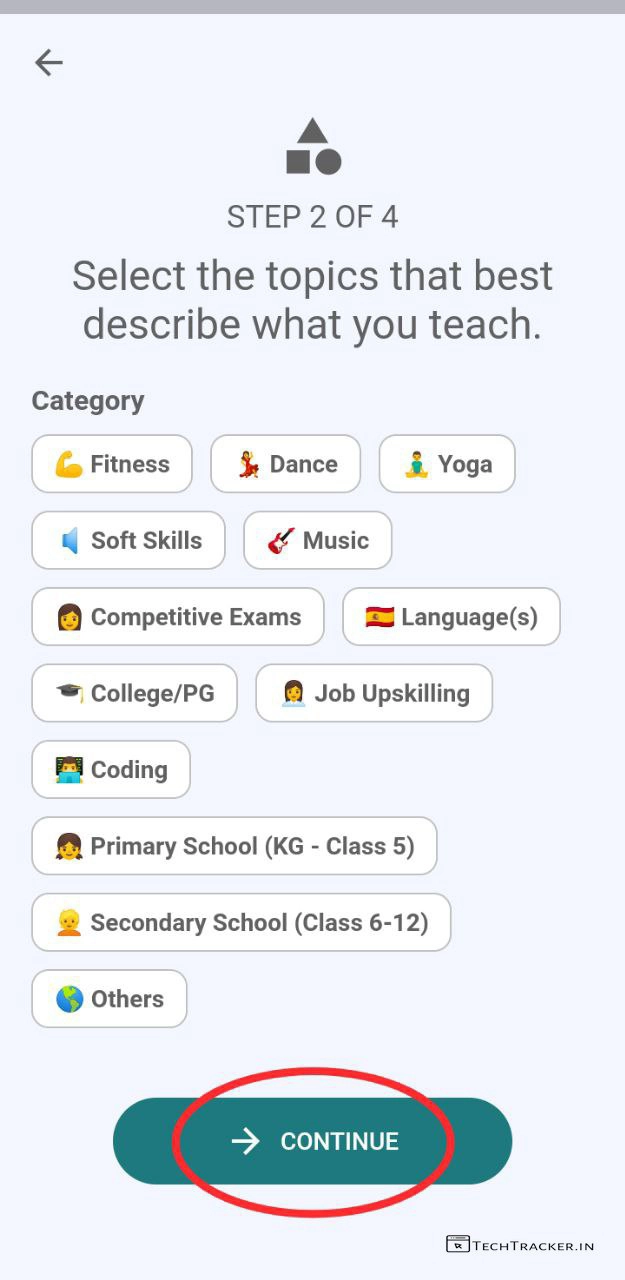 STEP 2 OF 4
Select the topics that best
describe what you teach.
Category
Fitness Dance Yoga
Soft Skills Music
Competitive Exams Language(s)
College/PG Job Upskilling
Coding
Primary School (KG - Class 5)
Secondary School (Class 6-12)
Others
CONTINUE
TECHTRACKER.IN